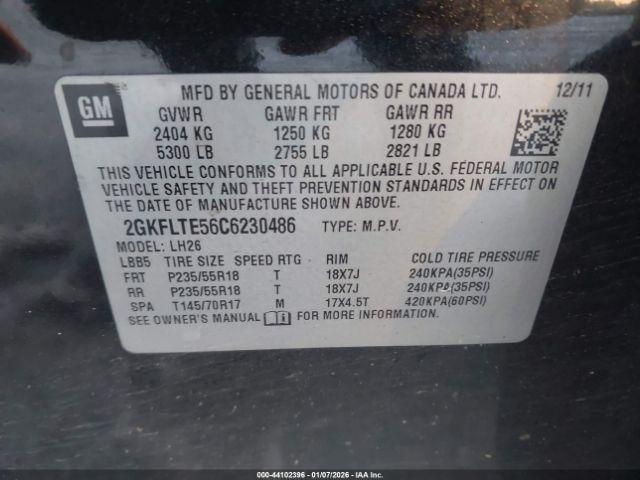 GM
MFD BY GENERAL MOTORS OF CANADA LTD. 12/11
GVWR GAWR FRT GAWR RR
2404 KG 1250 KG 1280 KG
5300 LB 2755 LB 2821 LB
THIS VEHICLE CONFORMS TO ALL APPLICABLE U.S. FEDERAL MOTOR
VEHICLE SAFETY AND THEFT PREVENTION STANDARDS IN EFFECT ON
THE DATE OF MANUFACTURE SHOWN ABOVE.
2GKFLTE56C6230486 TYPE: M.P.V.
MODEL: LH26
LBB5 TIRE SIZE SPEED RTG RIM COLD TIRE PRESSURE
FRT P235/55R18 T 18X7J 240KPA(35PSI)
RR P235/55R18 T 18X7J 240KPA(35PSI)
SPA T145/70R17 M 17X4.5T 420KPA(60PSI)
SEE OWNER'S MANUAL FOR MORE INFORMATION.
000-44102396 - 01/07/2026 - IAAI.COM